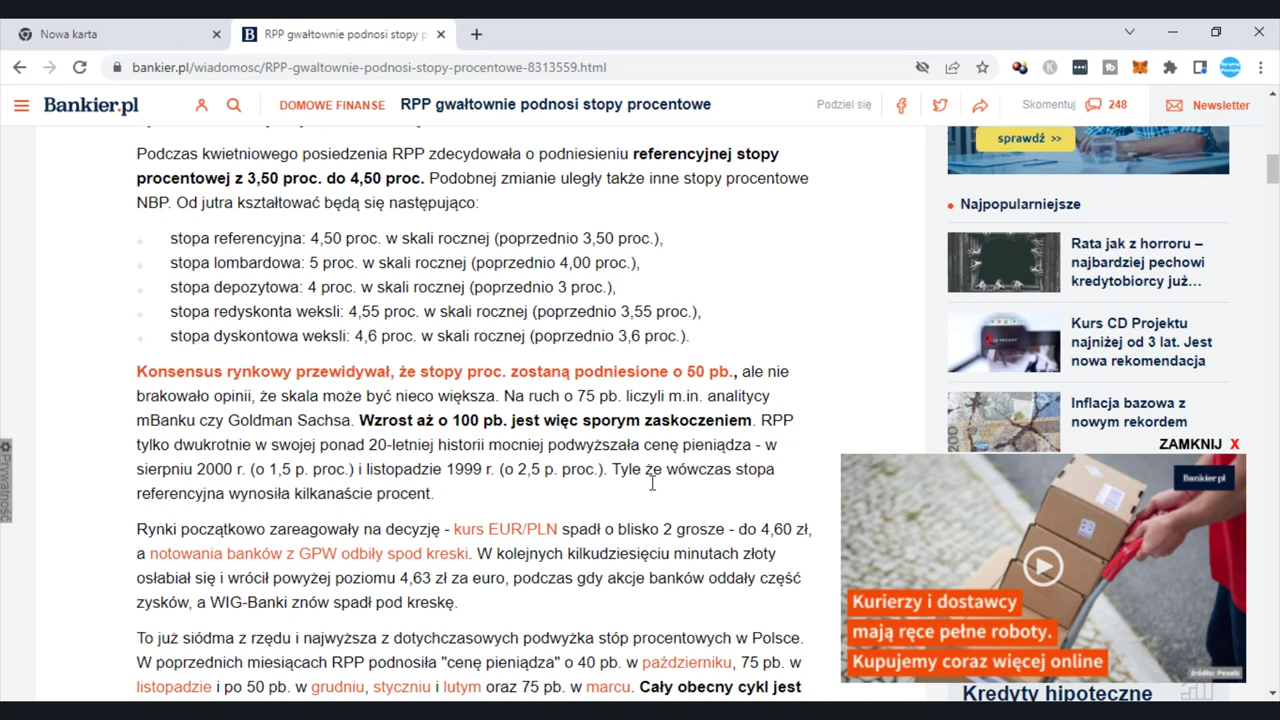 Nowa karta
RPP gwałtownie podnosi stopy p
bankier.pl/wiadomosc/RPP-gwaltownie-podnosi-stopy-procentowe-8313559.html
Bankier.pl
DOMOWE FINANSE
RPP gwałtownie podnosi stopy procentowe
Podziel się
Skomentuj
248
Newsletter
Podczas kwietniowego posiedzenia RPP zdecydowała o podniesieniu referencyjnej stopy
procentowej z 3,50 proc. do 4,50 proc. Podobnej zmianie uległy także inne stopy procentowe
NBP. Od jutra kształtować będą się następująco:
stopa referencyjna: 4,50 proc. w skali rocznej (poprzednio 3,50 proc.),
stopa lombardowa: 5 proc. w skali rocznej (poprzednio 4,00 proc.),
stopa depozytowa: 4 proc. w skali rocznej (poprzednio 3 proc.),
stopa redyskonta weksli: 4,55 proc. w skali rocznej (poprzednio 3,55 proc.),
stopa dyskontowa weksli: 4,6 proc. w skali rocznej (poprzednio 3,6 proc.).
Konsensus rynkowy przewidywał, że stopy proc. zostaną podniesione o 50 pb., ale nie
brakowało opinii, że skala może być nieco większa. Na ruch o 75 pb. liczyli m.in. analitycy
mBanku czy Goldman Sachsa. Wzrost aż o 100 pb. jest więc sporym zaskoczeniem. RPP
tylko dwukrotnie w swojej ponad 20-letniej historii mocniej podwyższała cenę pieniądza - w
sierpniu 2000 r. (o 1,5 p. proc.) i listopadzie 1999 r. (o 2,5 p. proc.). Tyle że wówczas stopa
referencyjna wynosiła kilkanaście procent.
Rynki początkowo zareagowały na decyzję - kurs EUR/PLN spadł o blisko 2 grosze - do 4,60 zł,
a notowania banków z GPW odbiły spod kreski. W kolejnych kilkudziesięciu minutach złoty
osłabiał się i wrócił powyżej poziomu 4,63 zł za euro, podczas gdy akcje banków oddały część
zysków, a WIG-Banki znów spadł pod kreskę.
To już siódma z rzędu i najwyższa z dotychczasowych podwyżka stóp procentowych w Polsce.
W poprzednich miesiącach RPP podnosiła "cenę pieniądza" o 40 pb. w październiku, 75 pb. w
listopadzie i po 50 pb. w grudniu, styczniu i lutym oraz 75 pb. w marcu. Cały obecny cykl jest
sprawdź >>
Najpopularniejsze
Rata jak z horroru –
najbardziej pechowi
kredytobiorcy już…
Kurs CD Projektu
najniżej od 3 lat. Jest
nowa rekomendacja
Inflacja bazowa z
nowym rekordem
ZAMKNIJ X
Bankier.pl
Kurierzy i dostawcy
mają ręce pełne roboty.
Kupujemy coraz więcej online
źródło: Pexels
Kredyty hipoteczne
Prywatność